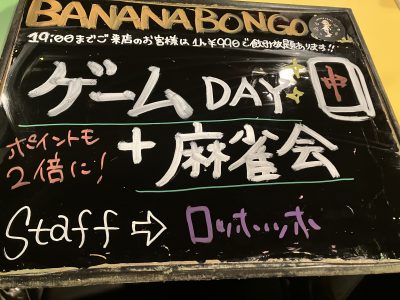 BANANA BONGO
19:00までご来店のお客様は1h¥990で飲み放題あります!!
ゲーム DAY 中
ポイントも
2倍に!
+ 麻雀会
Staff ⇨ ロッホッホ